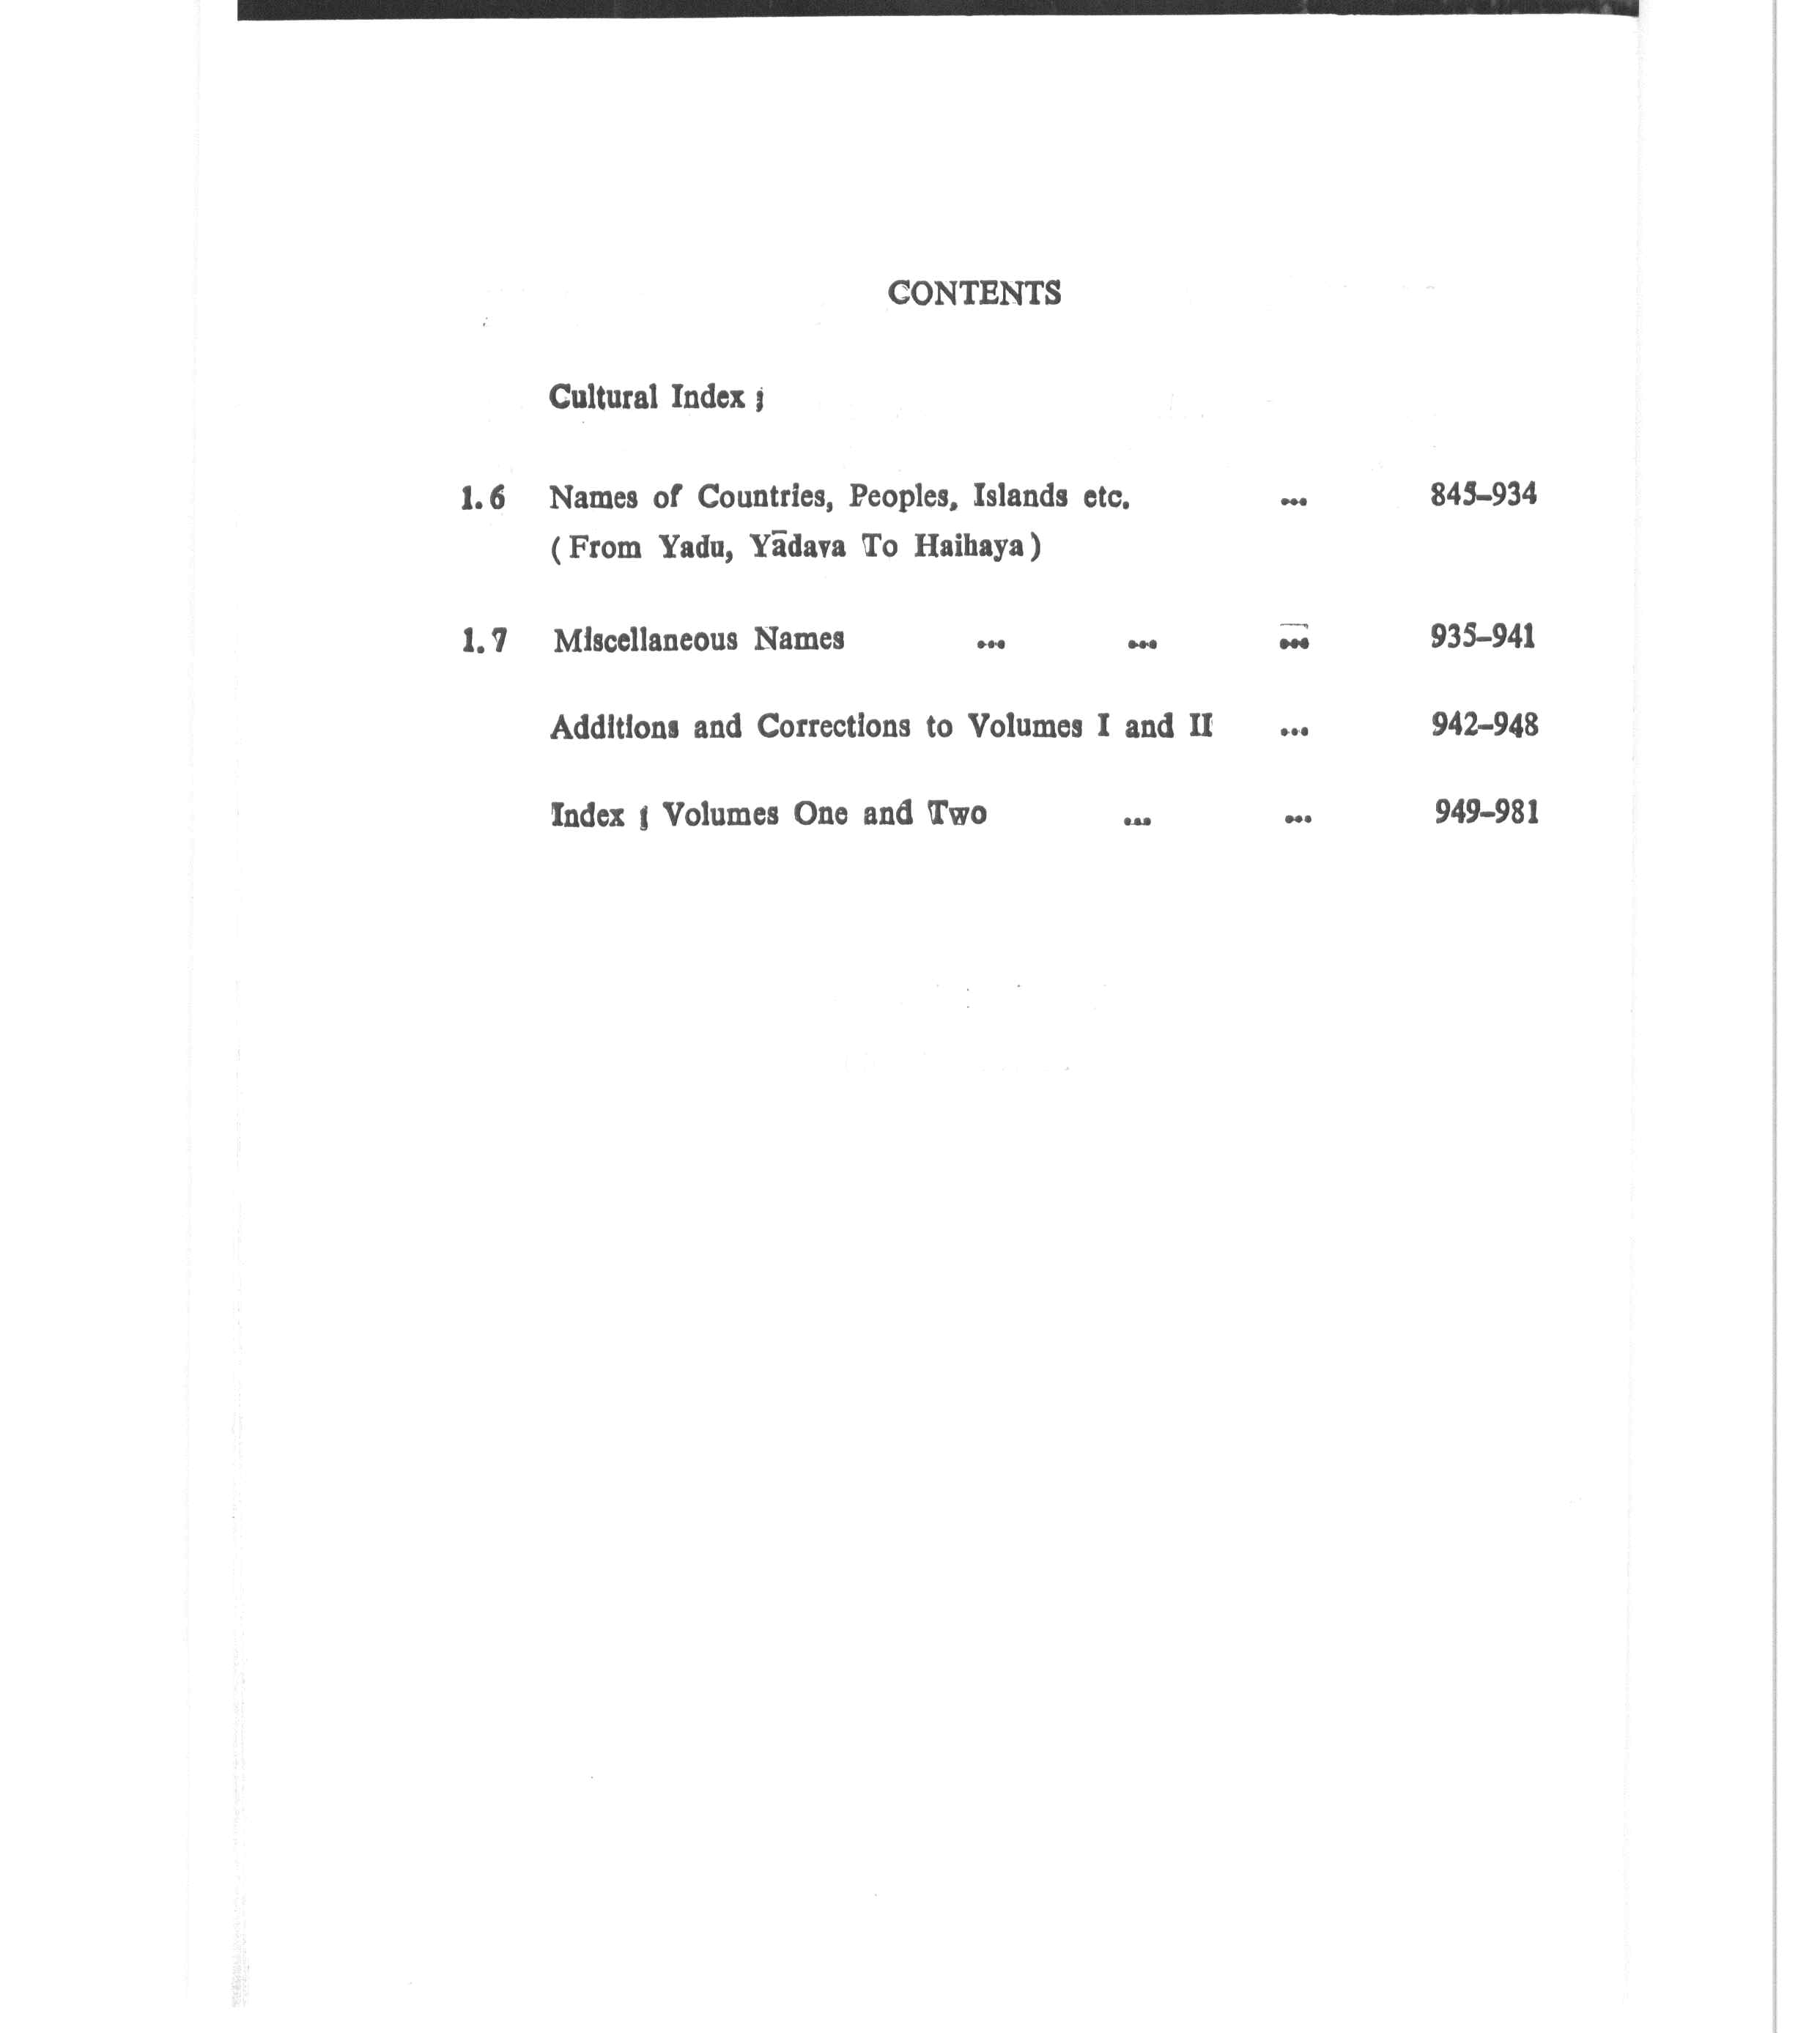 CONTENTS
Cultural Index ;
1.6 Names of Countries, Peoples, Islands etc. ... 845–934
( From Yadu, Yādava To Haihaya )
1.7 Miscellaneous Names ... ... ... 935–941
Additions and Corrections to Volumes I and II ... 942–948
Index ; Volumes One and Two ... ... 949–981